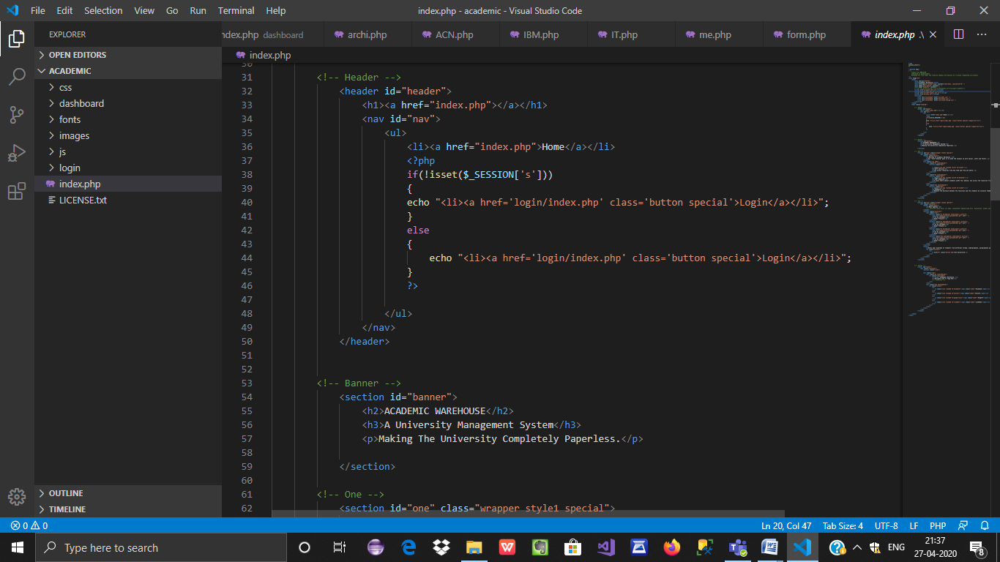 File Edit Selection View Go Run Terminal Help index.php - academic - Visual Studio Code
EXPLORER
OPEN EDITORS
ACADEMIC
css
dashboard
fonts
images
js
login
index.php
LICENSE.txt
OUTLINE
TIMELINE
ndex.php dashboard archi.php ACN.php IBM.php IT.php me.php form.php index.php .\
index.php
30
31 <!-- Header -->
32 <header id="header">
33 <h1><a href="index.php"></a></h1>
34 <nav id="nav">
35 <ul>
36 <li><a href="index.php">Home</a></li>
37 <?php
38 if(!isset($_SESSION['s']))
39 {
40 echo "<li><a href='login/index.php' class='button special'>Login</a></li>";
41 }
42 else
43 {
44 echo "<li><a href='login/index.php' class='button special'>Login</a></li>";
45 }
46 ?>
47
48 </ul>
49 </nav>
50 </header>
51
52
53 <!-- Banner -->
54 <section id="banner">
55 <h2>ACADEMIC WAREHOUSE</h2>
56 <h3>A University Management System</h3>
57 <p>Making The University Completely Paperless.</p>
58
59 </section>
60
61 <!-- One -->
62 <section id="one" class="wrapper style1 special">
0 0 Ln 20, Col 47 Tab Size: 4 UTF-8 LF PHP
Type here to search
ENG 21:37
27-04-2020 8